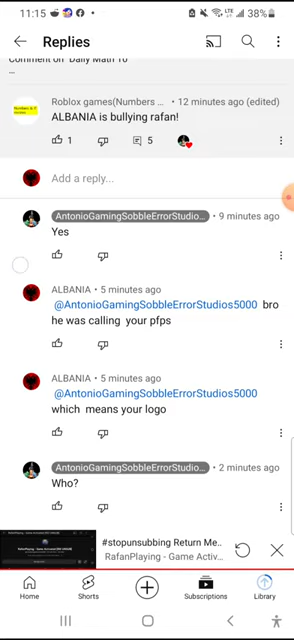 11:15
LTE
38%
Replies
Comment on "Daily Math To
...
Roblox games(Numbers ... • 12 minutes ago (edited)
ALBANIA is bullying rafan!
1
5
Add a reply...
AntonioGamingSobbleErrorStudio... • 9 minutes ago
Yes
ALBANIA • 5 minutes ago
@AntonioGamingSobbleErrorStudios5000 bro
he was calling your pfps
ALBANIA • 5 minutes ago
@AntonioGamingSobbleErrorStudios5000
which means your logo
AntonioGamingSobbleErrorStudio... • 2 minutes ago
Who?
#stopunsubbing Return Me...
RafanPlaying - Game Activ...
Home
Shorts
Subscriptions
Library